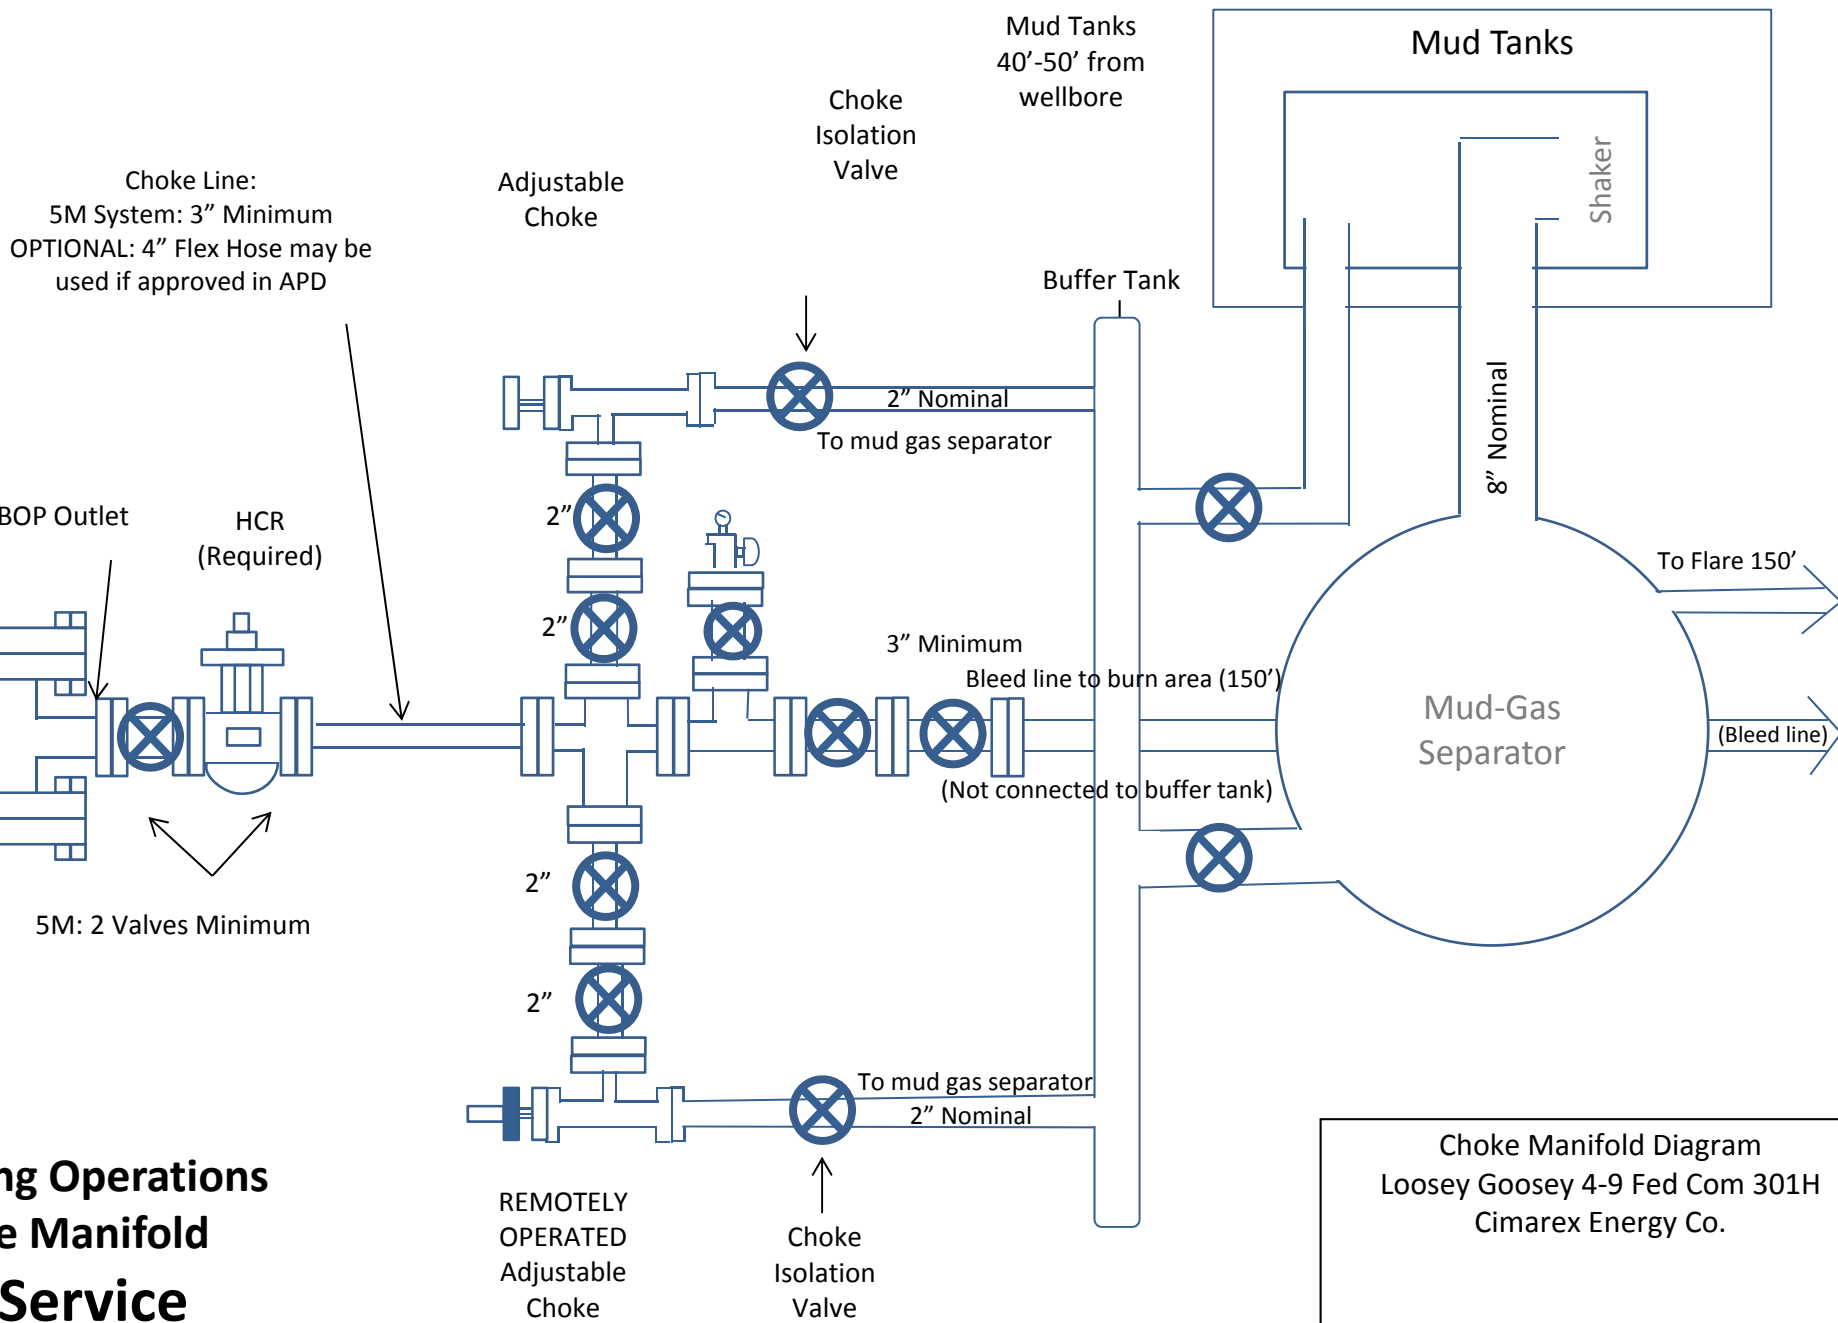 Mud Tanks
40’-50’ from
wellbore
Mud Tanks
Choke
Isolation
Valve
Shaker
Choke Line:
5M System: 3” Minimum
OPTIONAL: 4” Flex Hose may be
used if approved in APD
Adjustable
Choke
Buffer Tank
2” Nominal
To mud gas separator
8” Nominal
BOP Outlet
HCR
(Required)
2”
2”
To Flare 150’
3” Minimum
Bleed line to burn area (150’)
Mud-Gas
Separator
(Bleed line)
(Not connected to buffer tank)
5M: 2 Valves Minimum
2”
2”
To mud gas separator
2” Nominal
ng Operations
e Manifold
Service
REMOTELY
OPERATED
Adjustable
Choke
Choke
Isolation
Valve
Choke Manifold Diagram
Loosey Goosey 4-9 Fed Com 301H
Cimarex Energy Co.